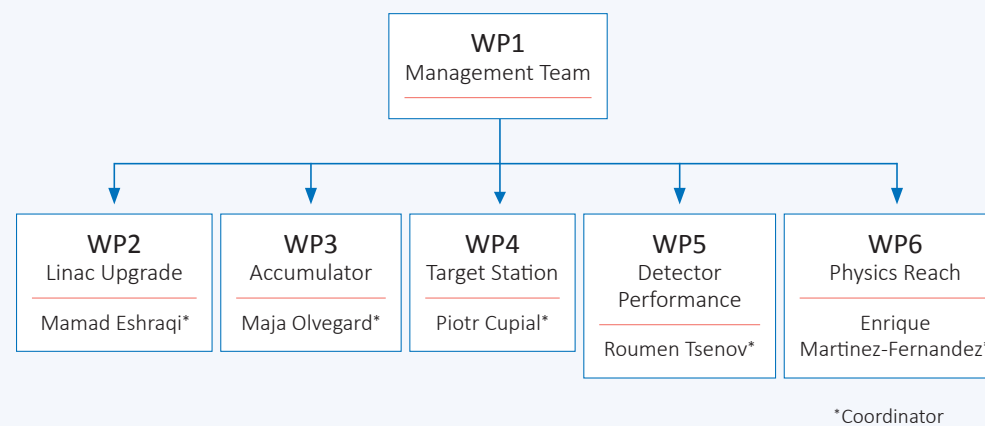 WP1
Management Team
WP2
Linac Upgrade
Mamad Eshraqi*
WP3
Accumulator
Maja Olvegard*
WP4
Target Station
Piotr Cupial*
WP5
Detector
Performance
Roumen Tsenov*
WP6
Physics Reach
Enrique
Martinez-Fernandez*
*Coordinator